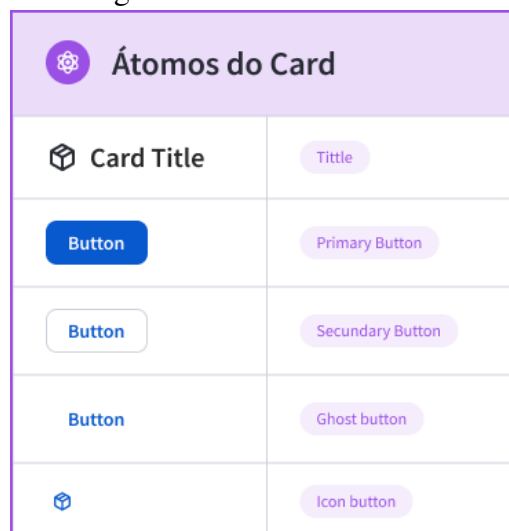 Átomos do Card
Card Title
Tittle
Button
Primary Button
Button
Secundary Button
Button
Ghost button
Icon button